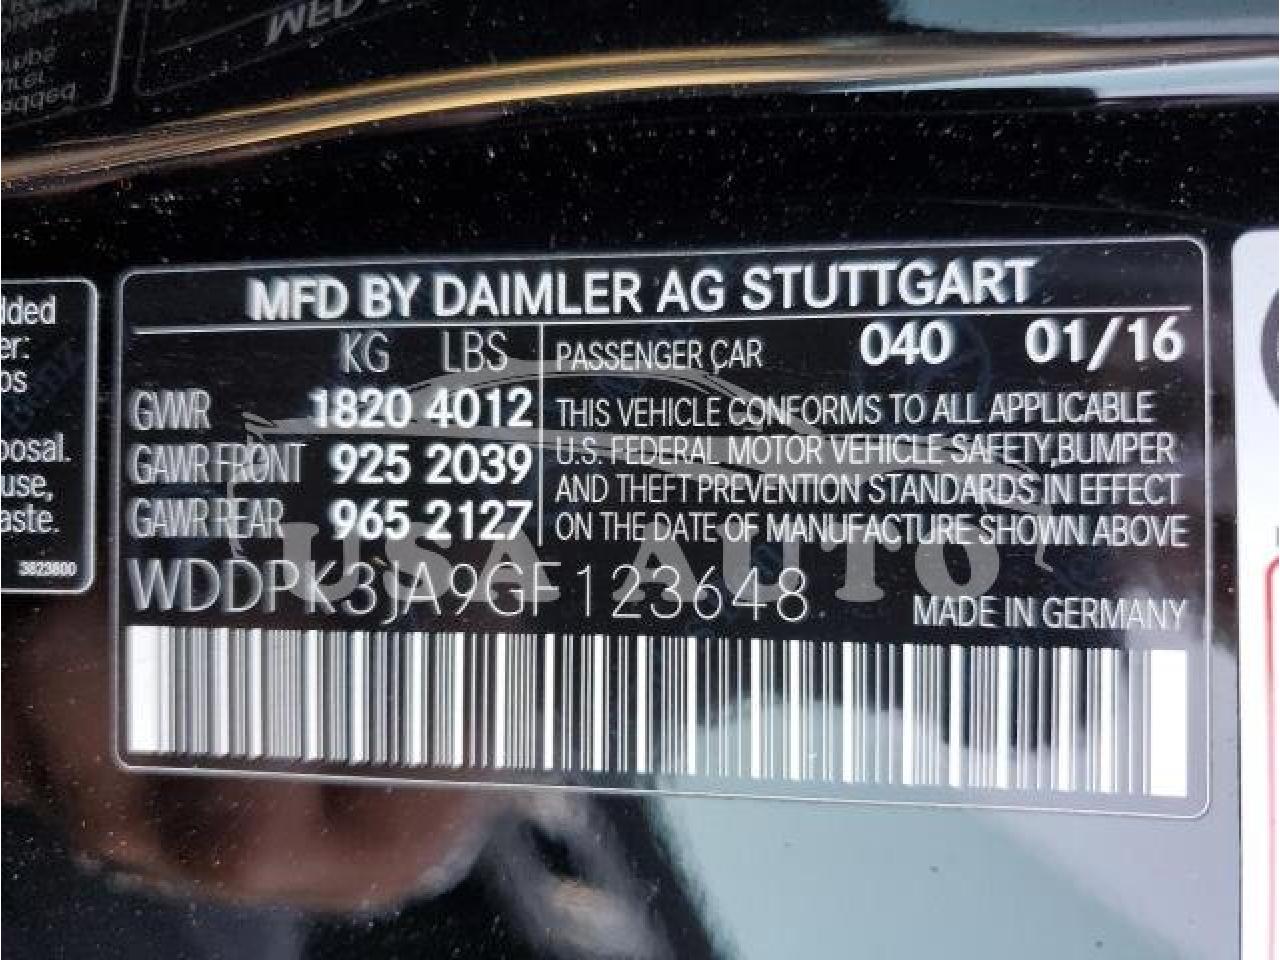 MED
ded
er:
os
posal.
use,
aste.
3823800
MFD BY DAIMLER AG STUTTGART
KG LBS
GVWR 1820 4012
GAWR FRONT 925 2039
GAWR REAR 965 2127
PASSENGER CAR 040 01/16
THIS VEHICLE CONFORMS TO ALL APPLICABLE
U.S. FEDERAL MOTOR VEHICLE SAFETY,BUMPER
AND THEFT PREVENTION STANDARDS IN EFFECT
ON THE DATE OF MANUFACTURE SHOWN ABOVE
WDDPK3JA9GF123648
MADE IN GERMANY
USA AUTO